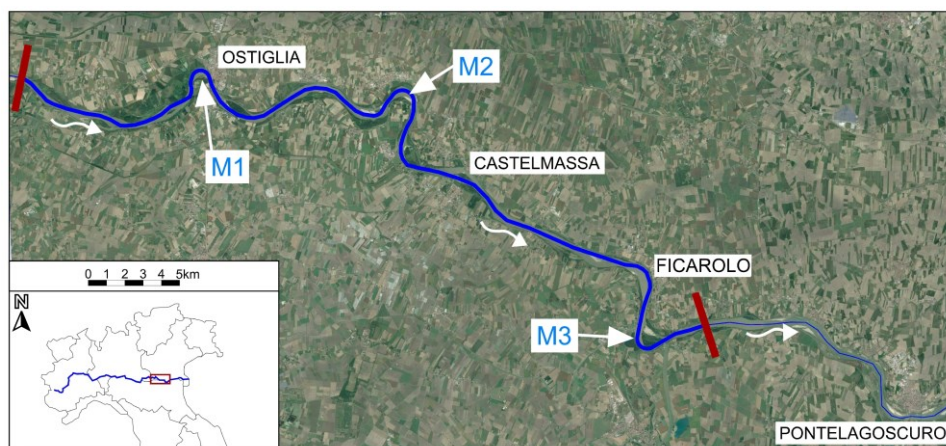 OSTIGLIA
M2
M1
CASTELMASSA
FICAROLO
0 1 2 3 4 5km
N
M3
PONTELAGOSCURO